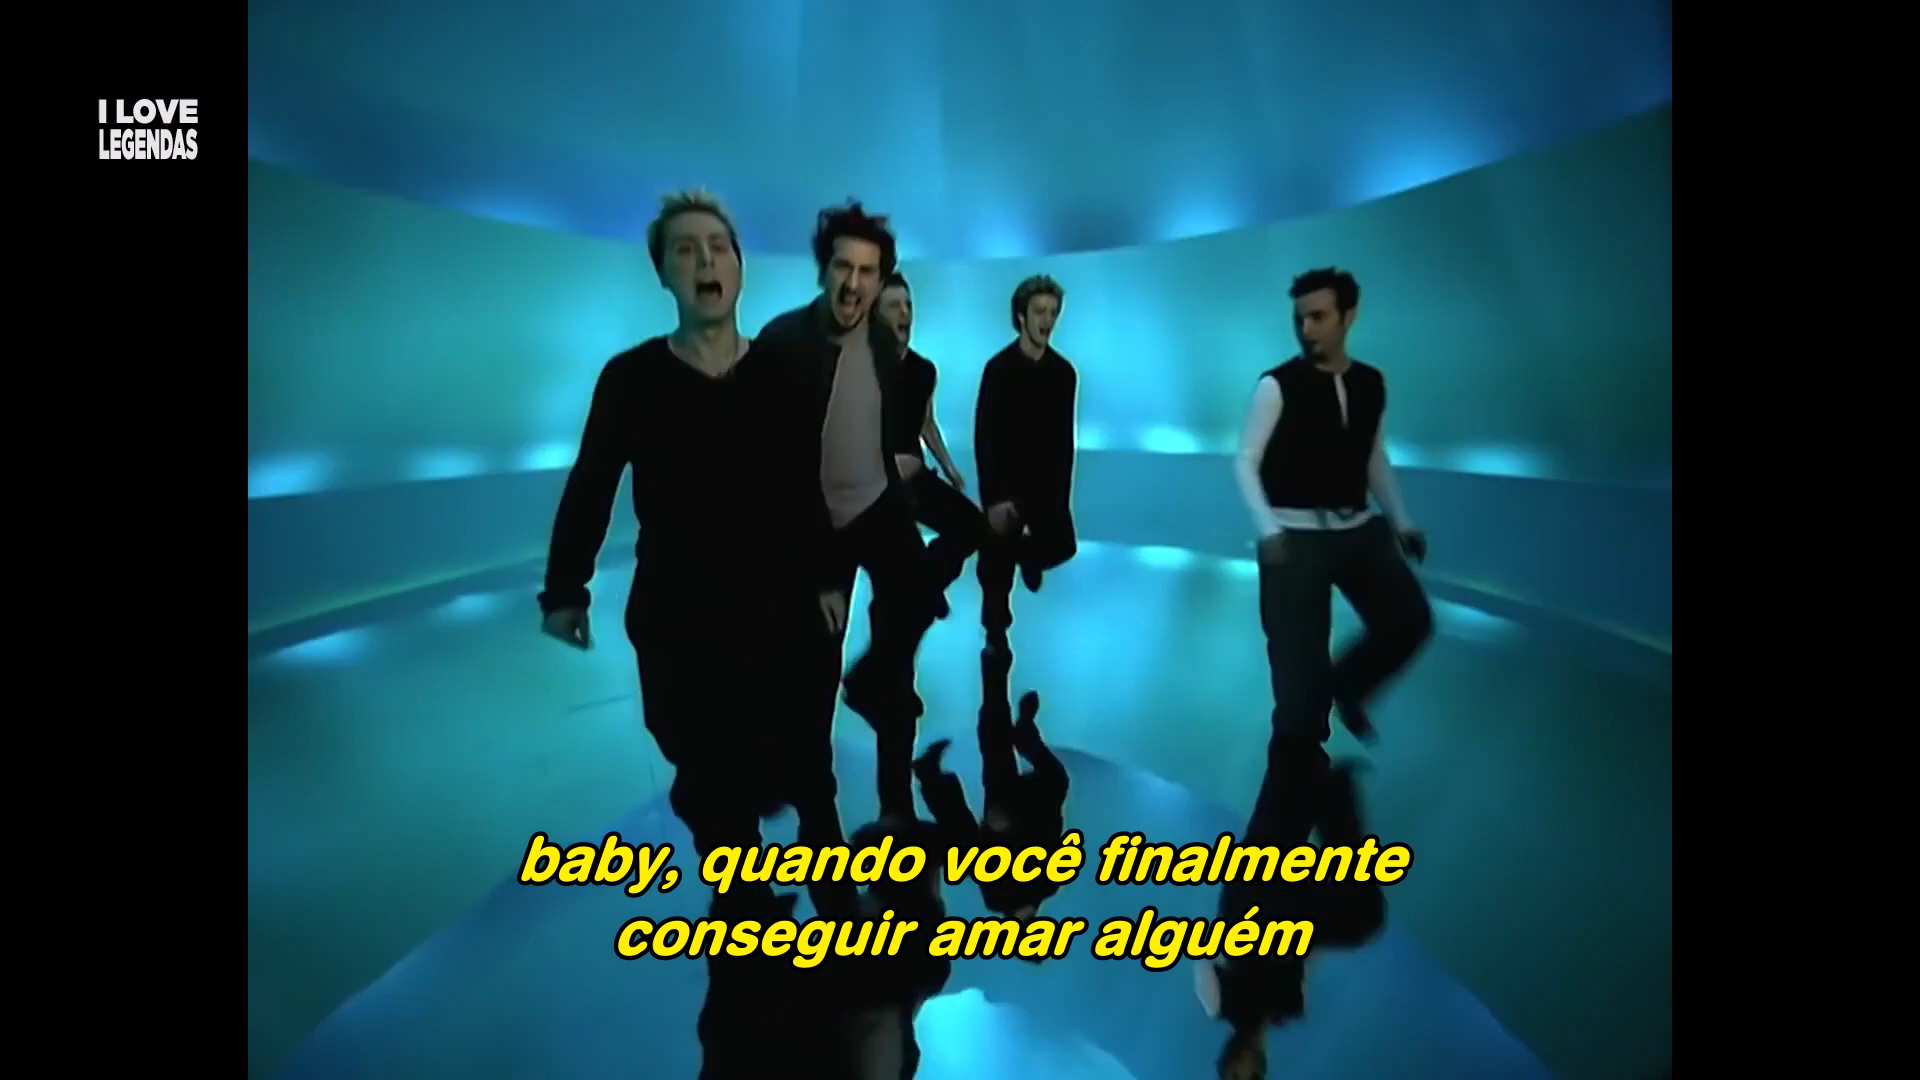 I LOVE
LEGENDAS
baby, quando você finalmente
conseguir amar alguém